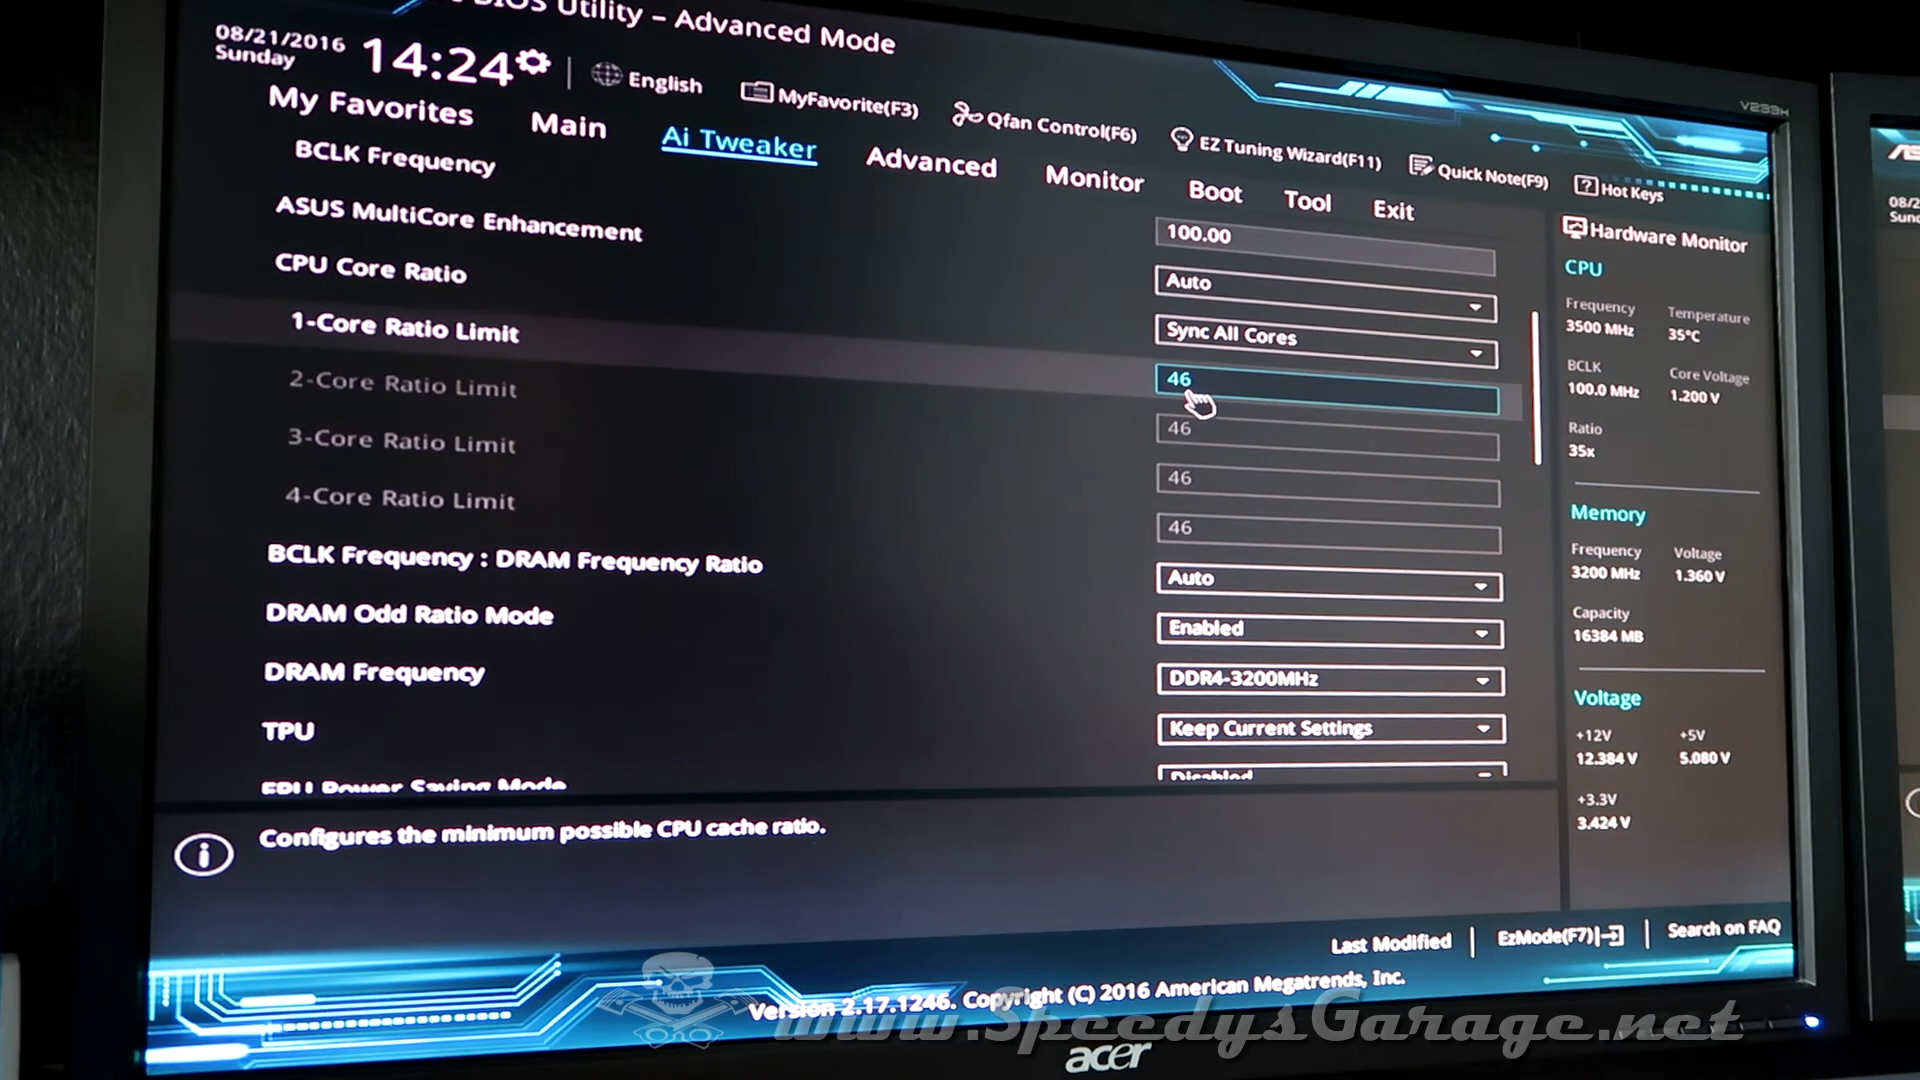 BIOS Utility – Advanced Mode
08/21/2016
Sunday
14:24
English
MyFavorite(F3)
Qfan Control(F6)
EZ Tuning Wizard(F11)
Quick Note(F9)
Hot Keys
My Favorites
Main
Ai Tweaker
Advanced
Monitor
Boot
Tool
Exit
BCLK Frequency
100.00
ASUS MultiCore Enhancement
Auto
CPU Core Ratio
Sync All Cores
1-Core Ratio Limit
46
2-Core Ratio Limit
46
3-Core Ratio Limit
46
4-Core Ratio Limit
46
BCLK Frequency : DRAM Frequency Ratio
Auto
DRAM Odd Ratio Mode
Enabled
DRAM Frequency
DDR4-3200MHz
TPU
Keep Current Settings
EPU Power Saving Mode
Disabled
Configures the minimum possible CPU cache ratio.
Hardware Monitor
CPU
Frequency
3500 MHz
Temperature
35°C
BCLK
100.0 MHz
Core Voltage
1.200 V
Ratio
35x
Memory
Frequency
3200 MHz
Voltage
1.360 V
Capacity
16384 MB
Voltage
+12V
12.384 V
+5V
5.080 V
+3.3V
3.424 V
Last Modified
EzMode(F7)
Search on FAQ
Version 2.17.1246. Copyright (C) 2016 American Megatrends, Inc.
www.SpeedysGarage.net
acer
V233H